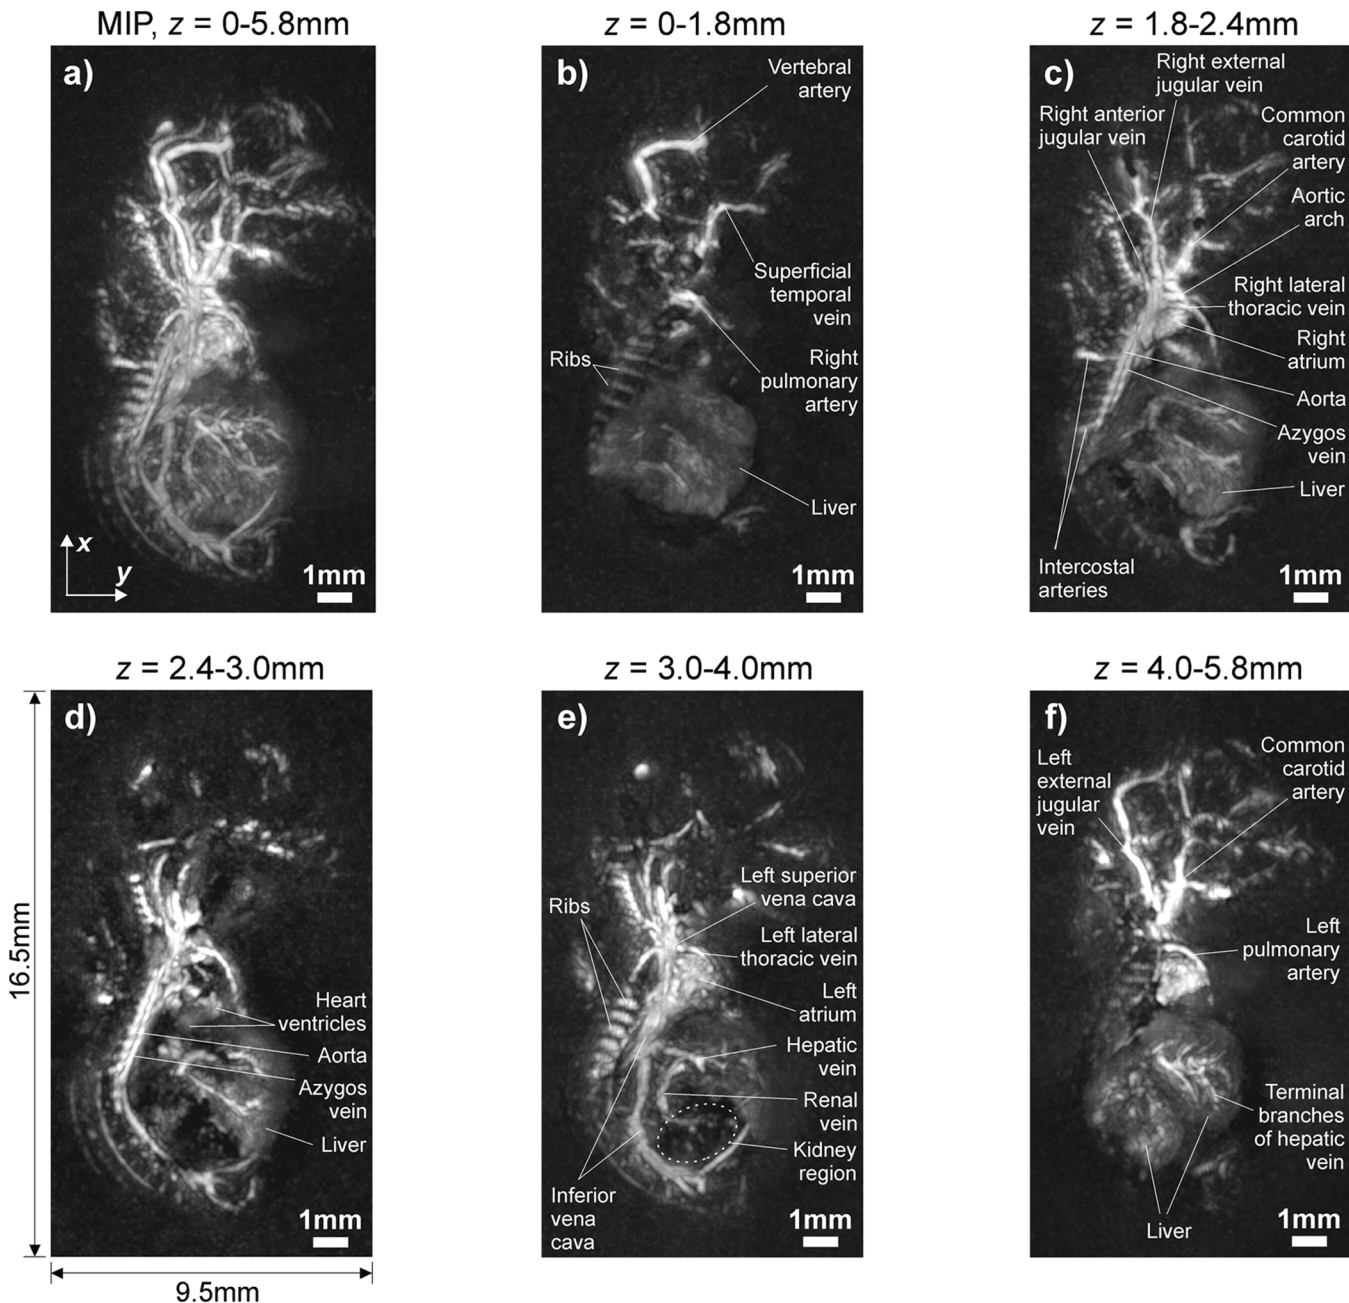 MIP, z = 0-5.8mm
z = 0-1.8mm
z = 1.8-2.4mm
a)
x
y
1mm
b)
Vertebral
artery
Superficial
temporal
vein
Ribs
Right
pulmonary
artery
Liver
1mm
c)
Right external
jugular vein
Right anterior
jugular vein
Common
carotid
artery
Aortic
arch
Right lateral
thoracic vein
Right
atrium
Aorta
Azygos
vein
Liver
Intercostal
arteries
1mm
z = 2.4-3.0mm
z = 3.0-4.0mm
z = 4.0-5.8mm
d)
16.5mm
Heart
ventricles
Aorta
Azygos
vein
Liver
1mm
9.5mm
e)
Left superior
vena cava
Ribs
Left lateral
thoracic vein
Left
atrium
Hepatic
vein
Renal
vein
Kidney
region
Inferior
vena
cava
1mm
f)
Left
external
jugular
vein
Common
carotid
artery
Left
pulmonary
artery
Terminal
branches
of hepatic
vein
Liver
1mm